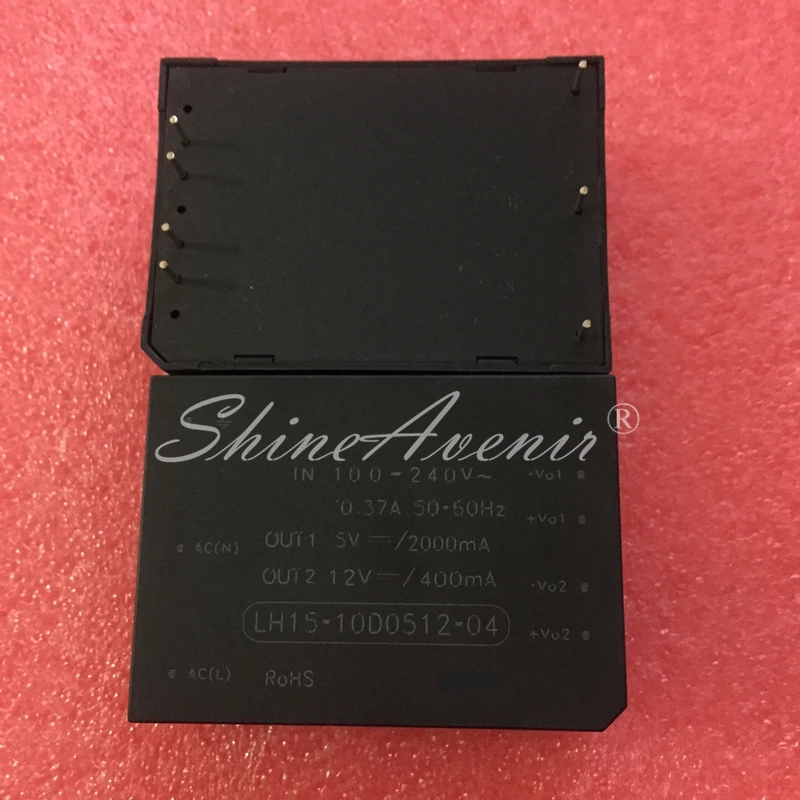 ShineAvenir®
IN 100-240V~ -Vo1
0.37A 50-60Hz +Vo1
AC(N) OUT1 5V⎓/2000mA
OUT2 12V⎓/400mA -Vo2
LH15-10D0512-04 +Vo2
AC(L) RoHS